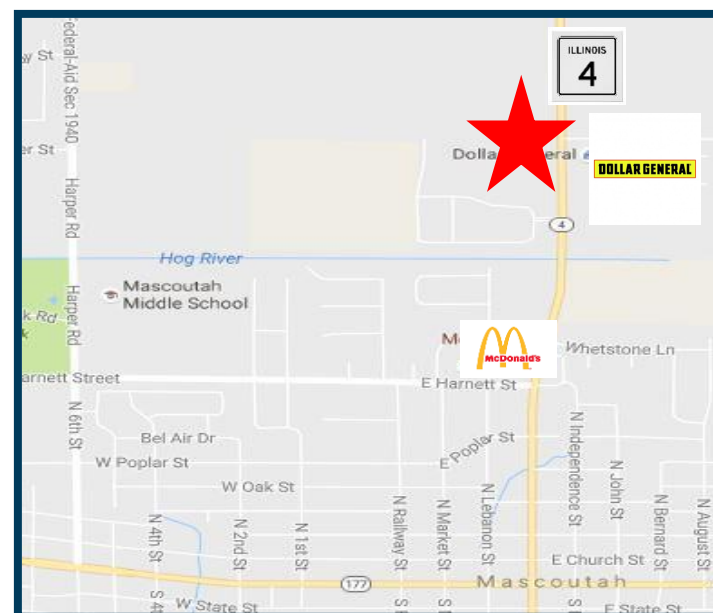 Federal-Aid Sec 1940
St
ILLINOIS
4
St
Dollar General
DOLLAR GENERAL
Harper Rd
4
Hog River
Mascoutah
Middle School
Harper Rd
Rd
McDonald's
Whetstone Ln
arnett Street
E Harnett St
N 6th St
Bel Air Dr
E Poplar St
W Poplar St
W Oak St
N 4th St
N 2nd St
N 1st St
N Railway St
N Market St
N Lebanon St
N Independence St
N John St
N Bernard St
N August St
E Church St
177
Mascoutah
W State St
E State St